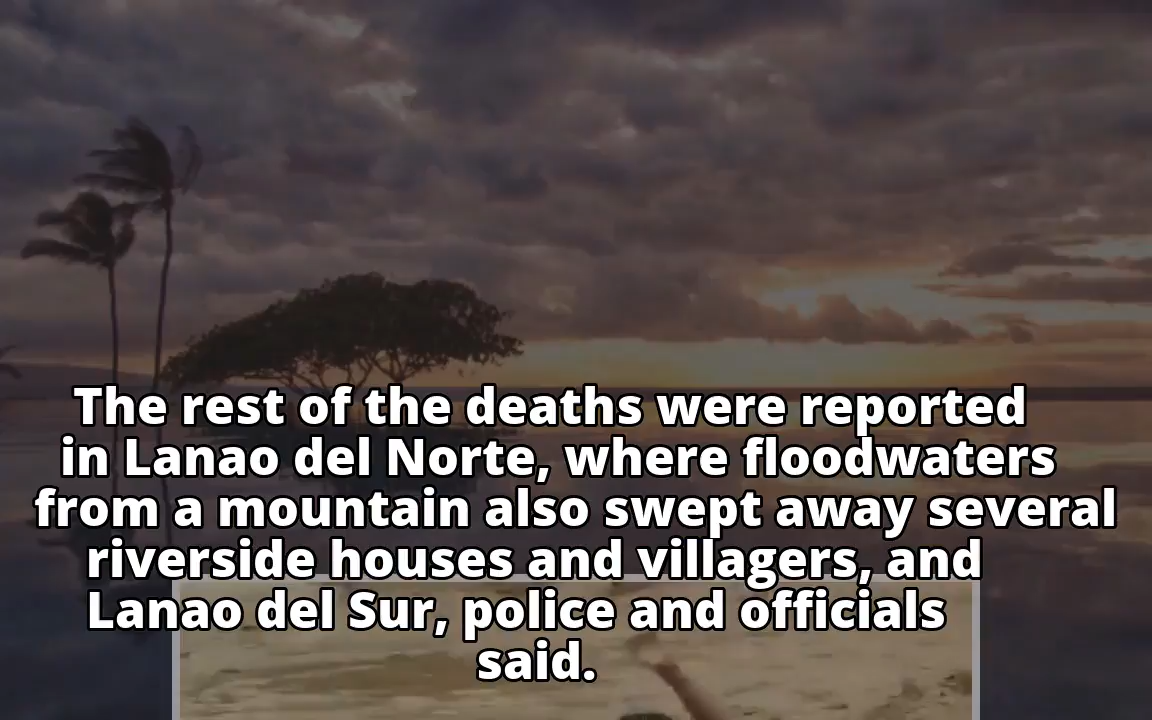 The rest of the deaths were reported
in Lanao del Norte, where floodwaters
from a mountain also swept away several
riverside houses and villagers, and
Lanao del Sur, police and officials
said.